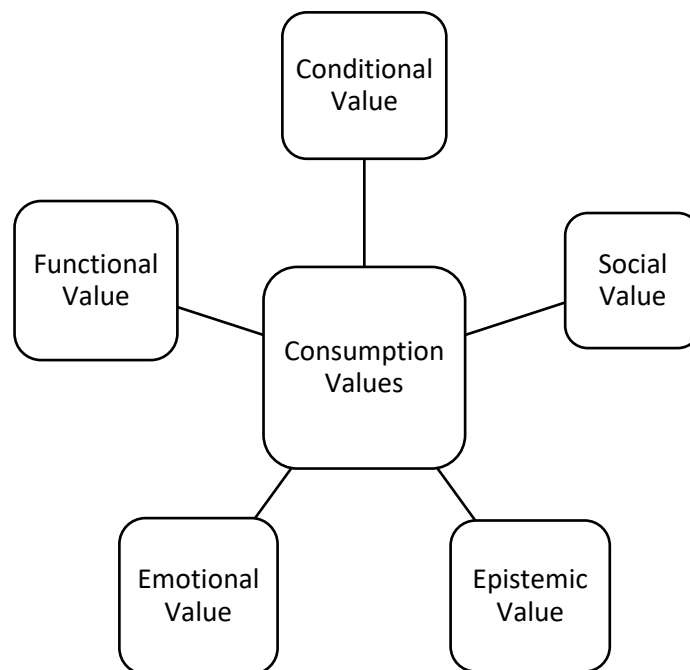 Conditional
Value
Functional
Value
Social
Value
Consumption
Values
Emotional
Value
Epistemic
Value